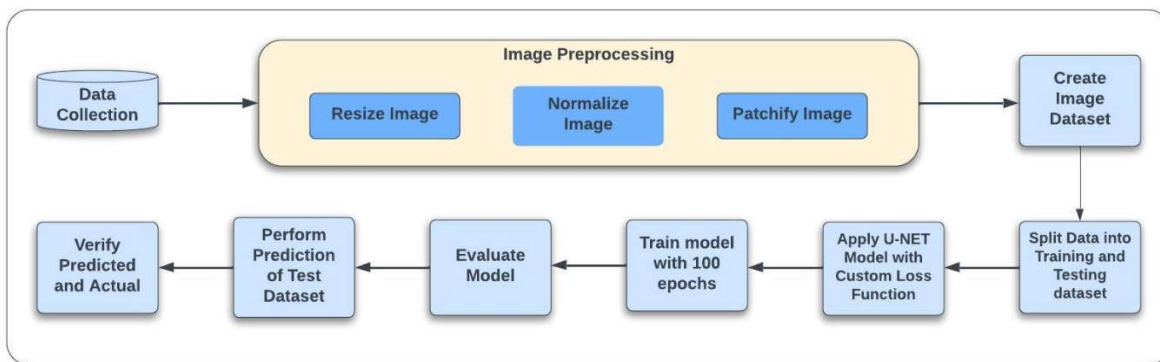 Image Preprocessing
Data
Collection
Resize Image
Normalize
Image
Patchify Image
Create
Image
Dataset
Split Data into
Training and
Testing
dataset
Apply U-NET
Model with
Custom Loss
Function
Train model
with 100
epochs
Evaluate
Model
Perform
Prediction
of Test
Dataset
Verify
Predicted
and Actual